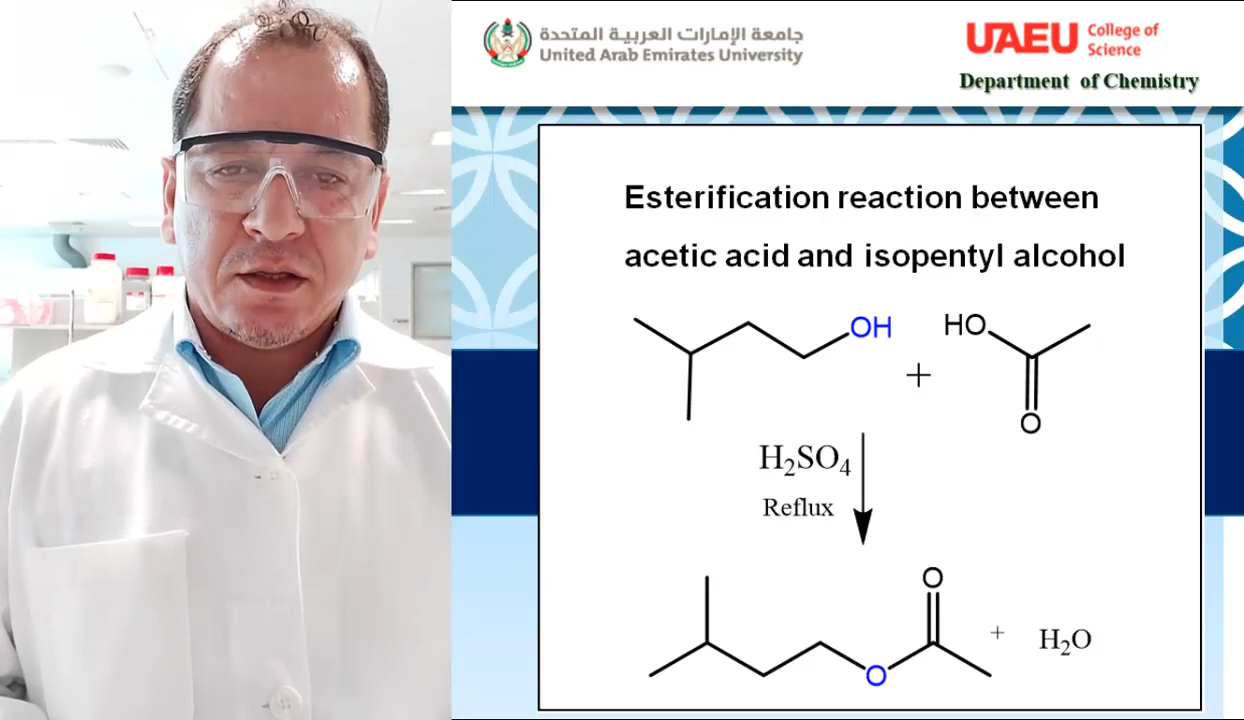 جامعة الإمارات العربية المتحدة
United Arab Emirates University
UAEU College of
Science
Department of Chemistry
Esterification reaction between
acetic acid and isopentyl alcohol
OH
HO
+
O
H₂SO₄
Reflux
O
O
+
H₂O